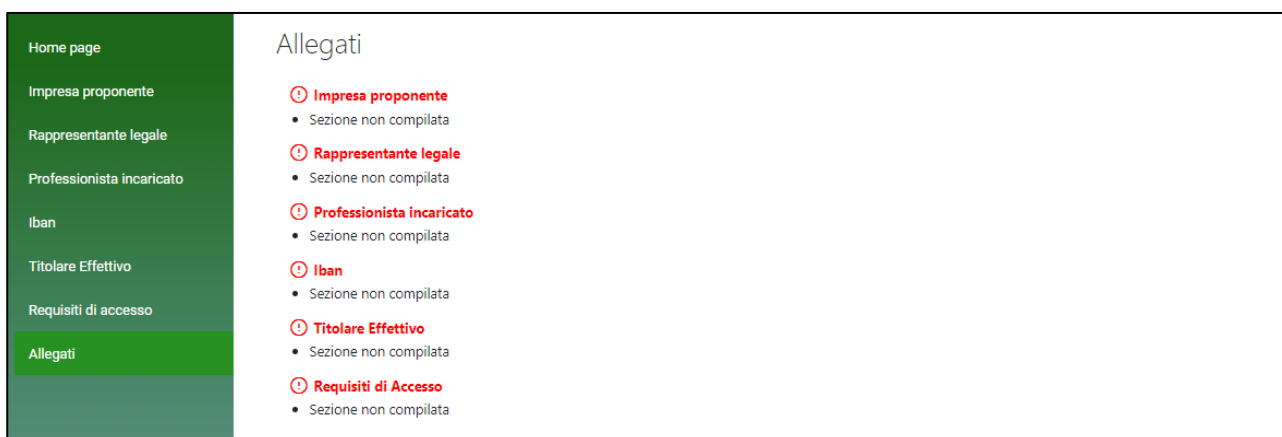 Home page
Impresa proponente
Rappresentante legale
Professionista incaricato
Iban
Titolare Effettivo
Requisiti di accesso
Allegati
Allegati
Impresa proponente
• Sezione non compilata
Rappresentante legale
• Sezione non compilata
Professionista incaricato
• Sezione non compilata
Iban
• Sezione non compilata
Titolare Effettivo
• Sezione non compilata
Requisiti di Accesso
• Sezione non compilata